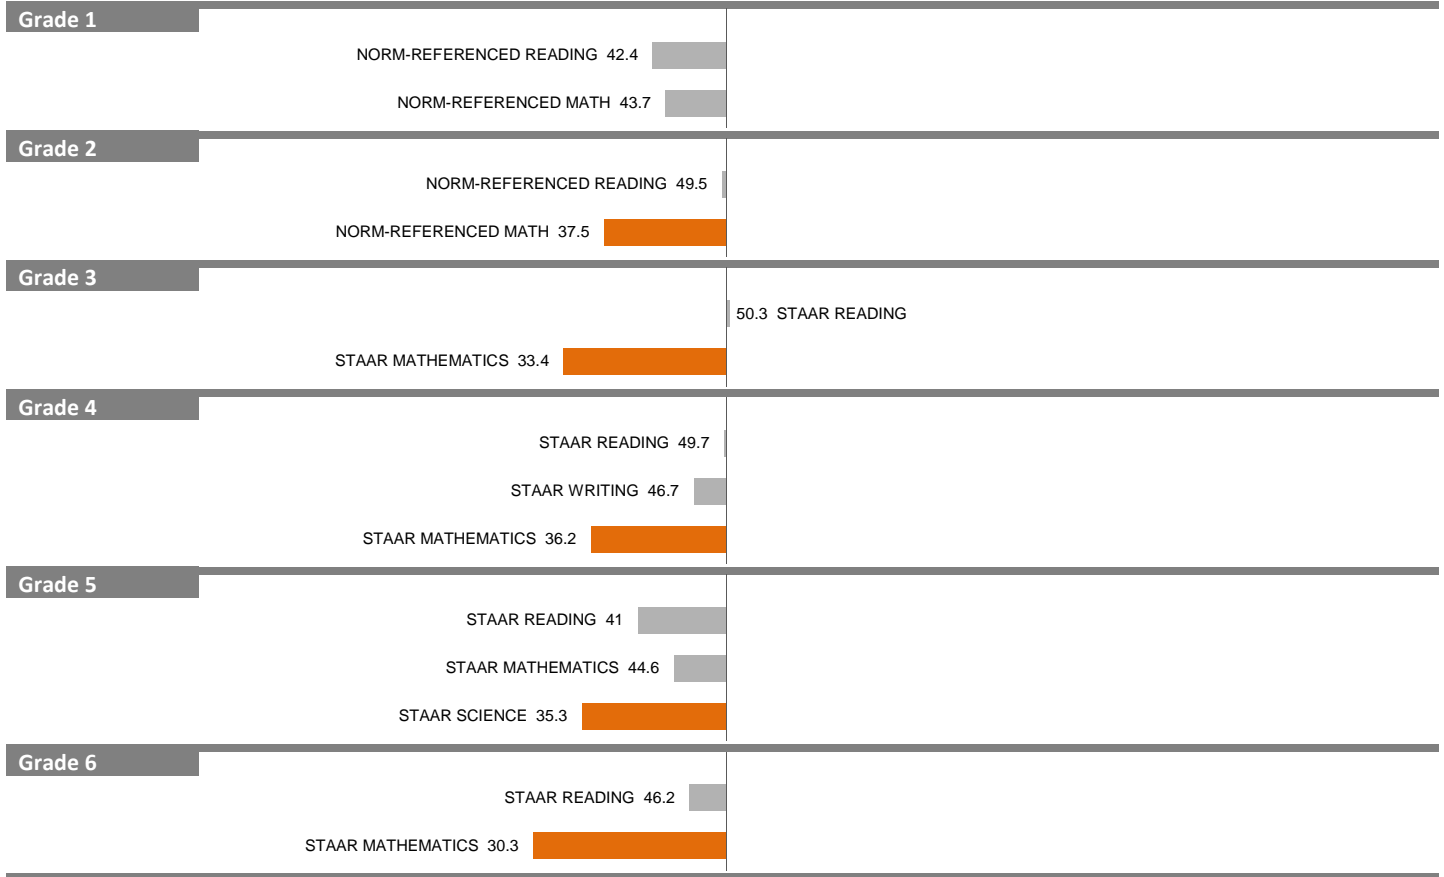 Grade 1
NORM-REFERENCED READING 42.4
NORM-REFERENCED MATH 43.7
Grade 2
NORM-REFERENCED READING 49.5
NORM-REFERENCED MATH 37.5
Grade 3
50.3 STAAR READING
STAAR MATHEMATICS 33.4
Grade 4
STAAR READING 49.7
STAAR WRITING 46.7
STAAR MATHEMATICS 36.2
Grade 5
STAAR READING 41
STAAR MATHEMATICS 44.6
STAAR SCIENCE 35.3
Grade 6
STAAR READING 46.2
STAAR MATHEMATICS 30.3